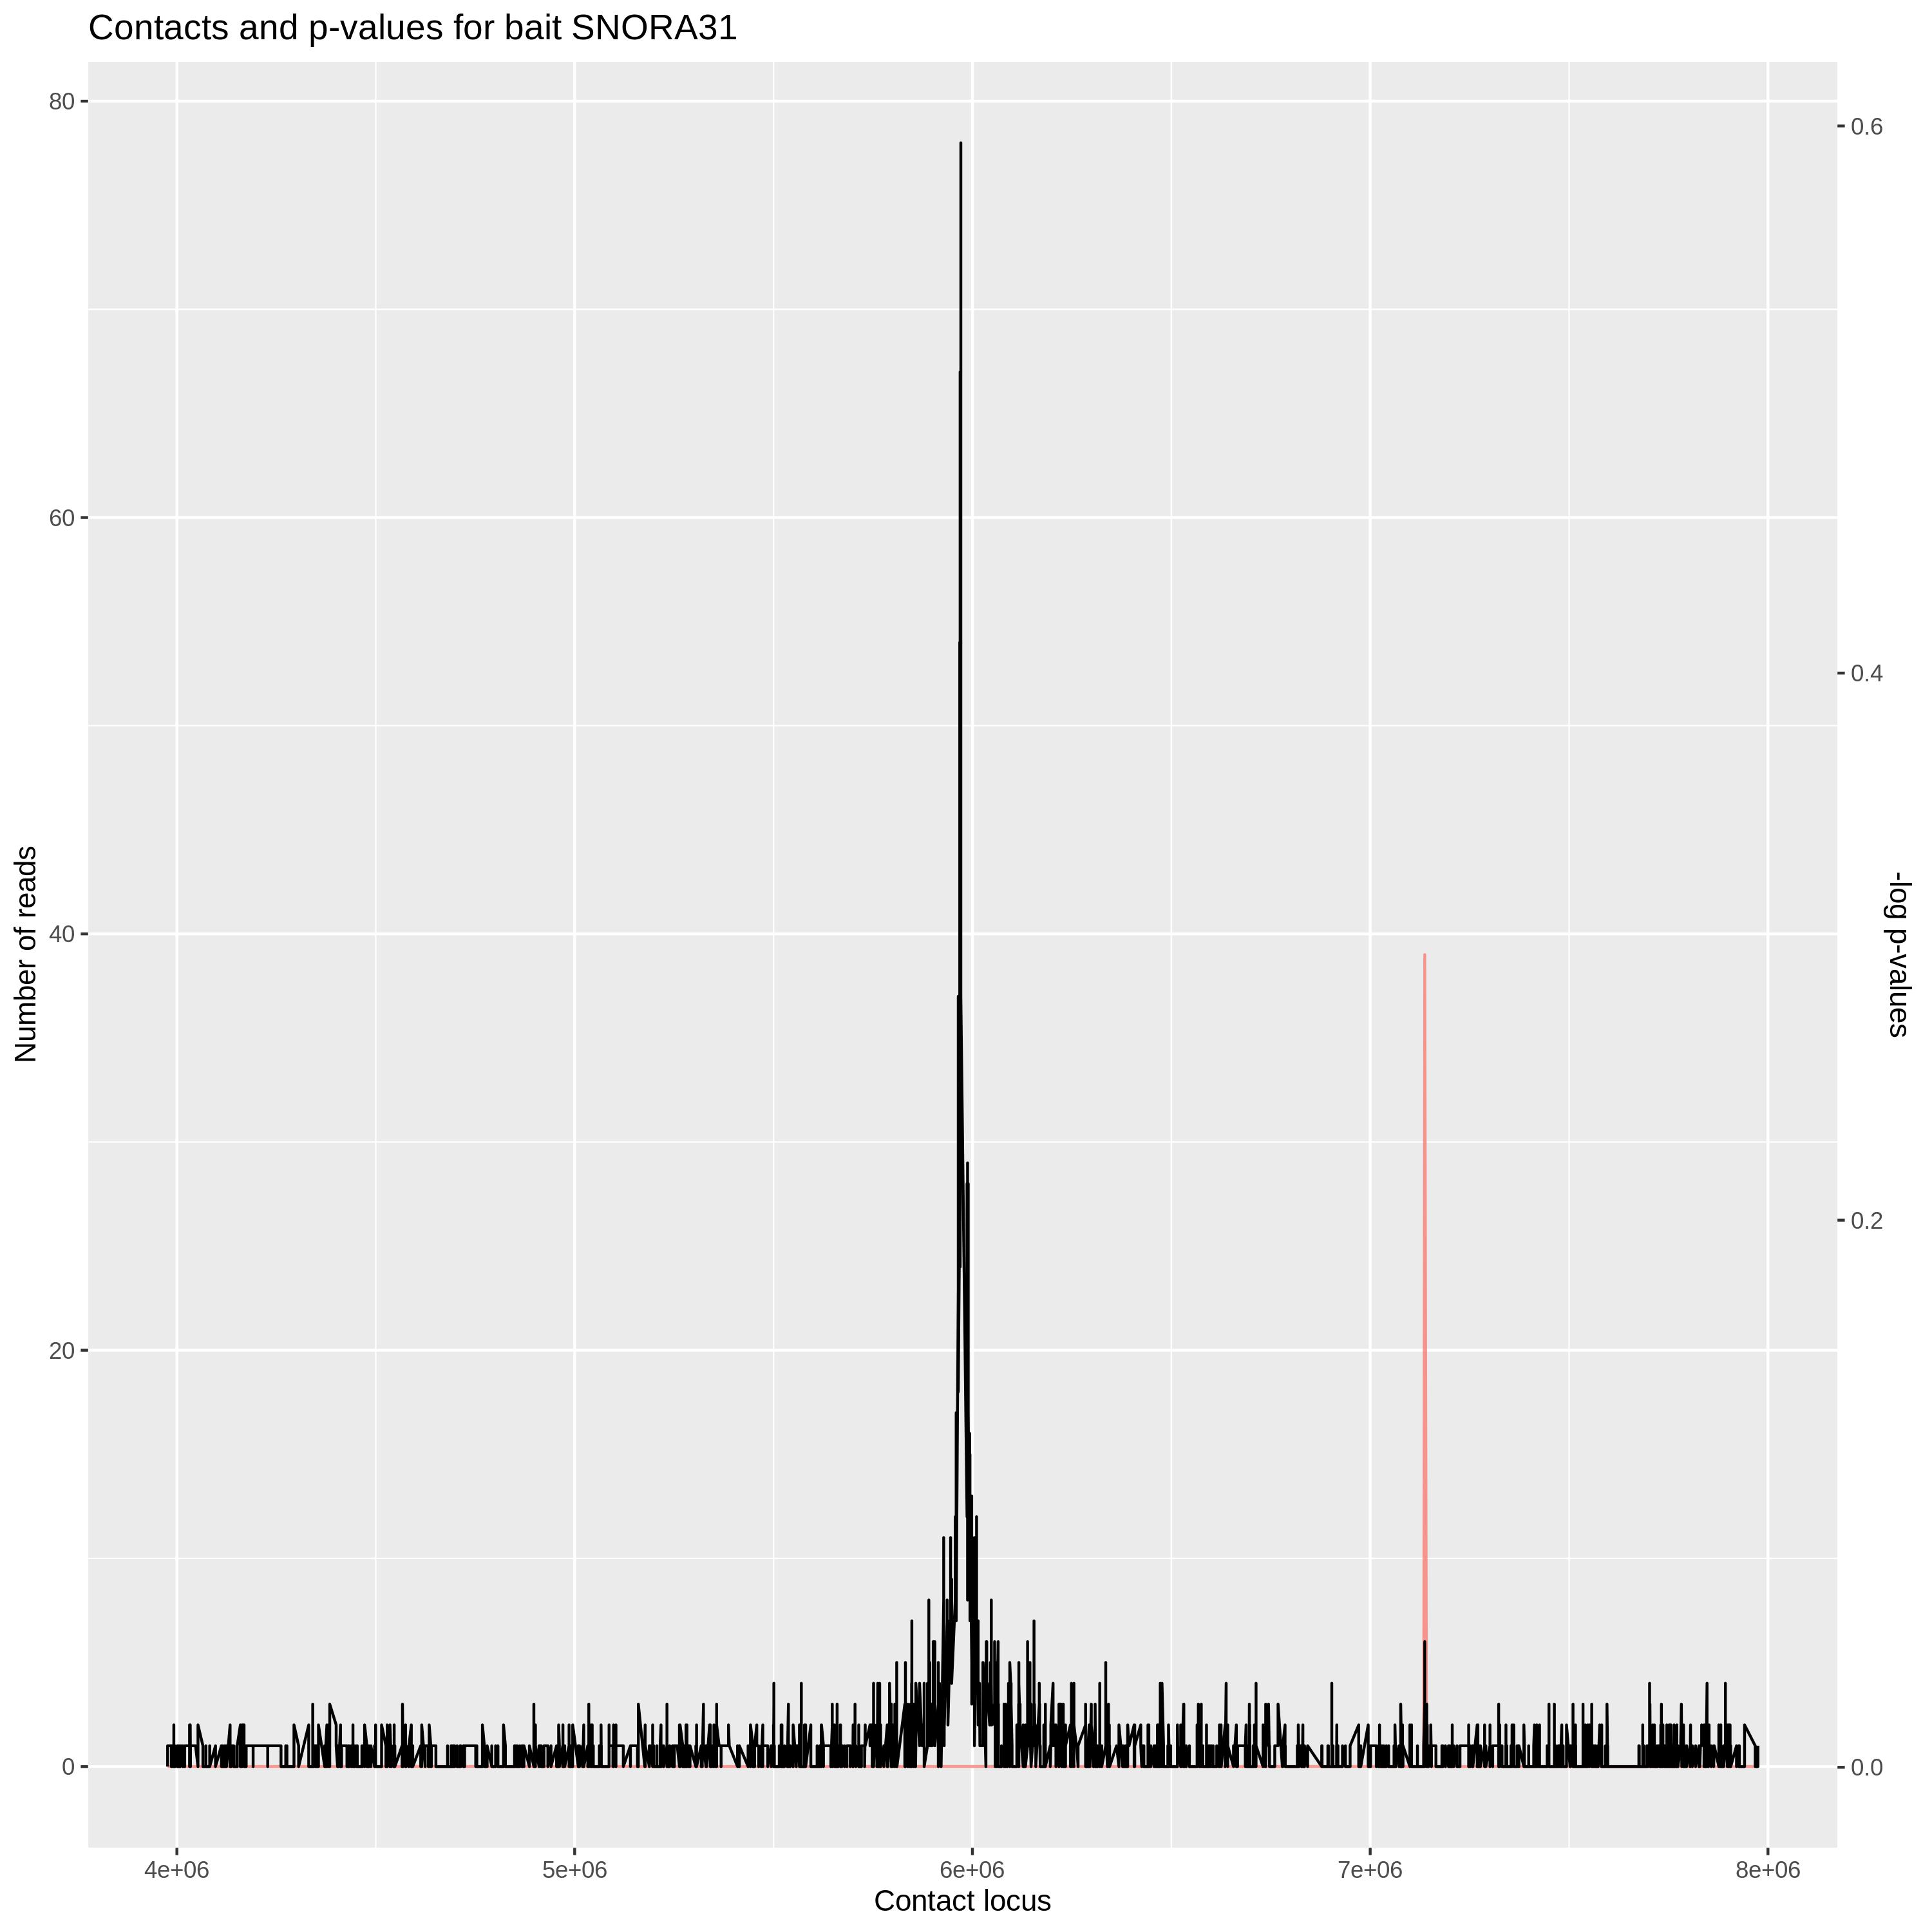 Contacts and p-values for bait SNORA31
80
60
40
20
0
Number of reads
0.6
0.4
0.2
0.0
-log p-values
4e+06
5e+06
6e+06
7e+06
8e+06
Contact locus